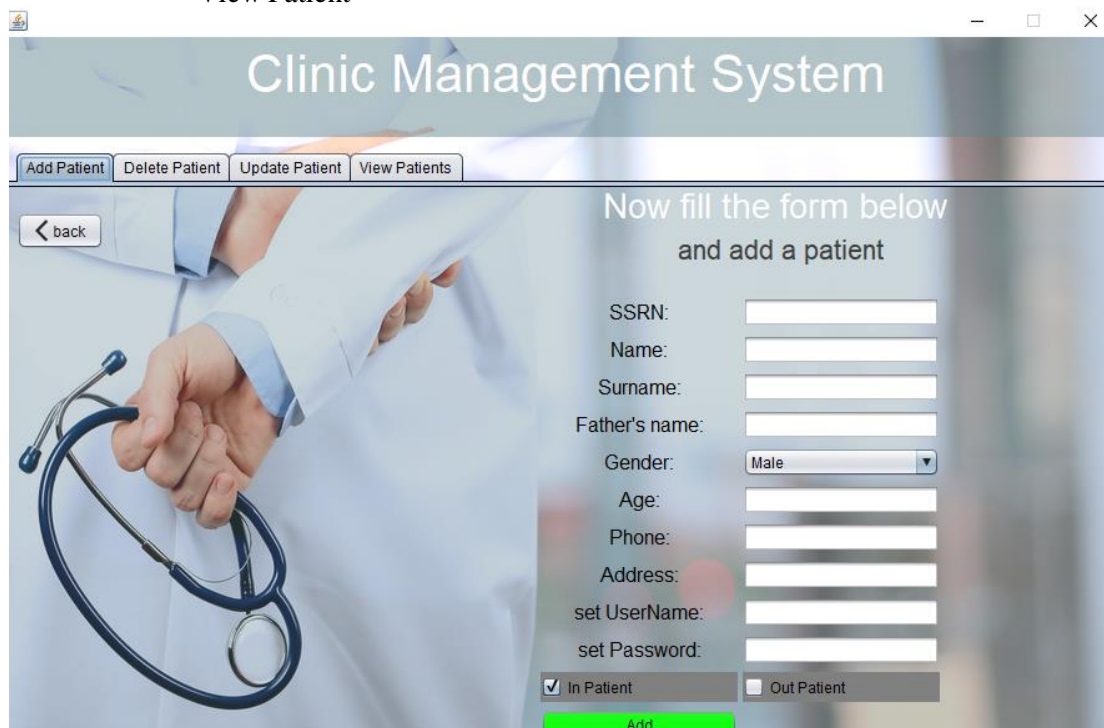 View Patient
Clinic Management System
Add Patient Delete Patient Update Patient View Patients
back
Now fill the form below
and add a patient
SSRN:
Name:
Surname:
Father's name:
Gender: Male
Age:
Phone:
Address:
set UserName:
set Password:
In Patient Out Patient
Add